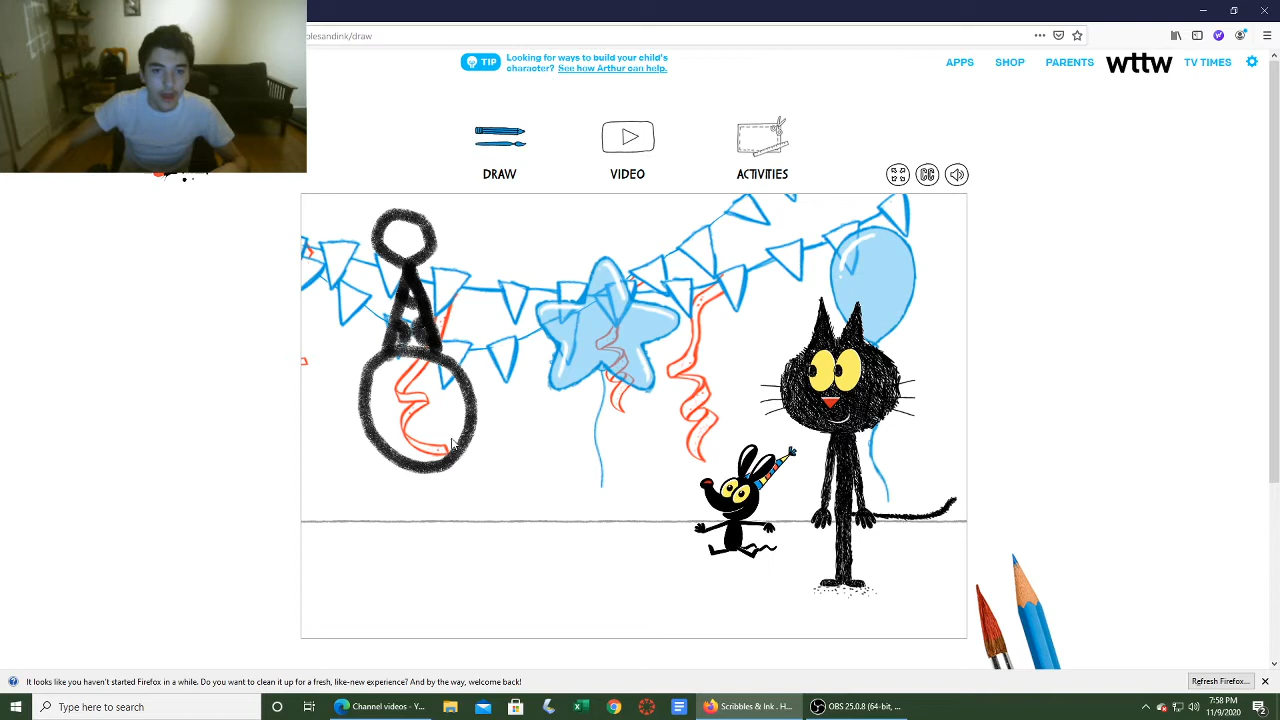 olesandink/draw
TIP
Looking for ways to build your child's
character? See how Arthur can help.
APPS SHOP PARENTS wttw TV TIMES
DRAW VIDEO ACTIVITIES
CC
It looks like you haven't started Firefox in a while. Do you want to clean it up for a fresh, like-new experience? And by the way, welcome back!
Refresh Firefox...
Type here to search
Channel videos - Y...
Scribbles & Ink . H...
OBS 25.0.8 (64-bit, ...
7:58 PM
11/9/2020
2